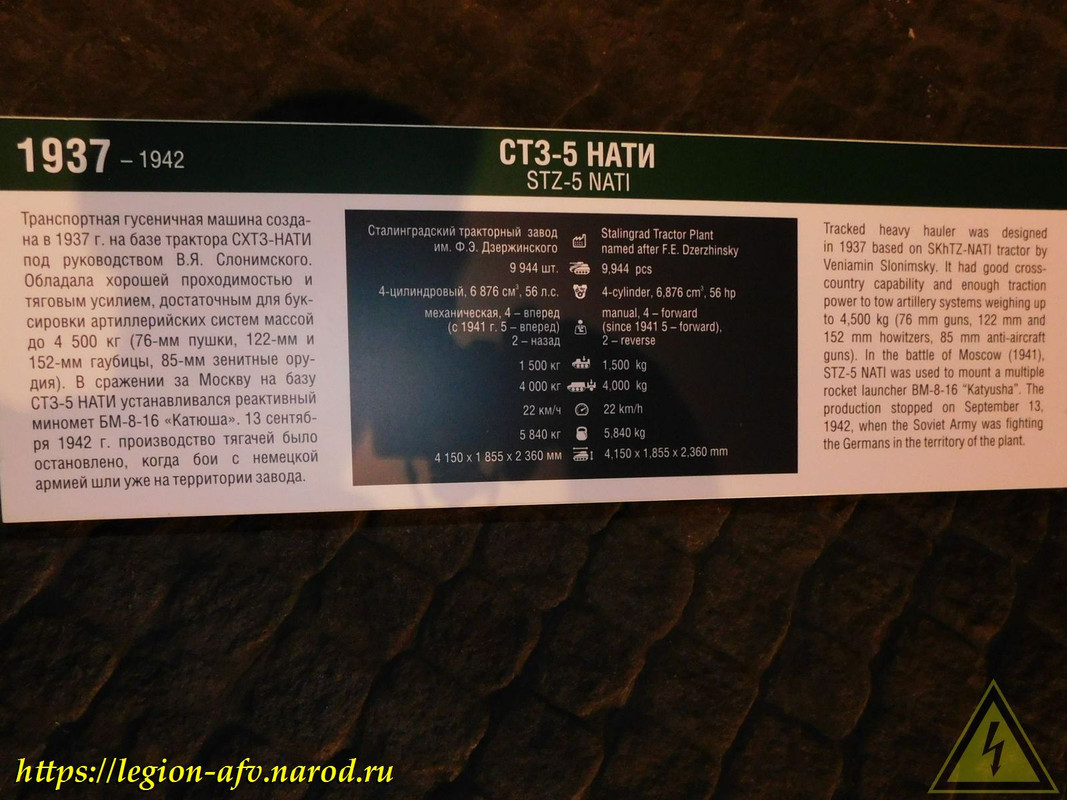 1937 – 1942
СТЗ-5 НАТИ
STZ-5 NATI
Транспортная гусеничная машина созда-
на в 1937 г. на базе трактора СХТЗ-НАТИ
под руководством В.Я. Слонимского.
Обладала хорошей проходимостью и
тяговым усилием, достаточным для бук-
сировки артиллерийских систем массой
до 4 500 кг (76-мм пушки, 122-мм и
152-мм гаубицы, 85-мм зенитные ору-
дия). В сражении за Москву на базу
СТЗ-5 НАТИ устанавливался реактивный
миномет БМ-8-16 «Катюша». 13 сентяб-
ря 1942 г. производство тягачей было
остановлено, когда бои с немецкой
армией шли уже на территории завода.
Сталинградский тракторный завод
им. Ф.Э. Дзержинского
9 944 шт.
4-цилиндровый, 6 876 см³, 56 л.с.
механическая, 4 – вперед
(с 1941 г. 5 – вперед)
2 – назад
1 500 кг
4 000 кг
22 км/ч
5 840 кг
4 150 x 1 855 x 2 360 мм
Stalingrad Tractor Plant
named after F.E. Dzerzhinsky
9,944 pcs
4-cylinder, 6,876 cm³, 56 hp
manual, 4 – forward
(since 1941 5 – forward),
2 – reverse
1,500 kg
4,000 kg
22 km/h
5,840 kg
4,150 x 1,855 x 2,360 mm
Tracked heavy hauler was designed
in 1937 based on SKhTZ-NATI tractor by
Veniamin Slonimsky. It had good cross-
country capability and enough traction
power to tow artillery systems weighing up
to 4,500 kg (76 mm guns, 122 mm and
152 mm howitzers, 85 mm anti-aircraft
guns). In the battle of Moscow (1941),
STZ-5 NATI was used to mount a multiple
rocket launcher BM-8-16 “Katyusha”. The
production stopped on September 13,
1942, when the Soviet Army was fighting
the Germans in the territory of the plant.
https://legion-afv.narod.ru